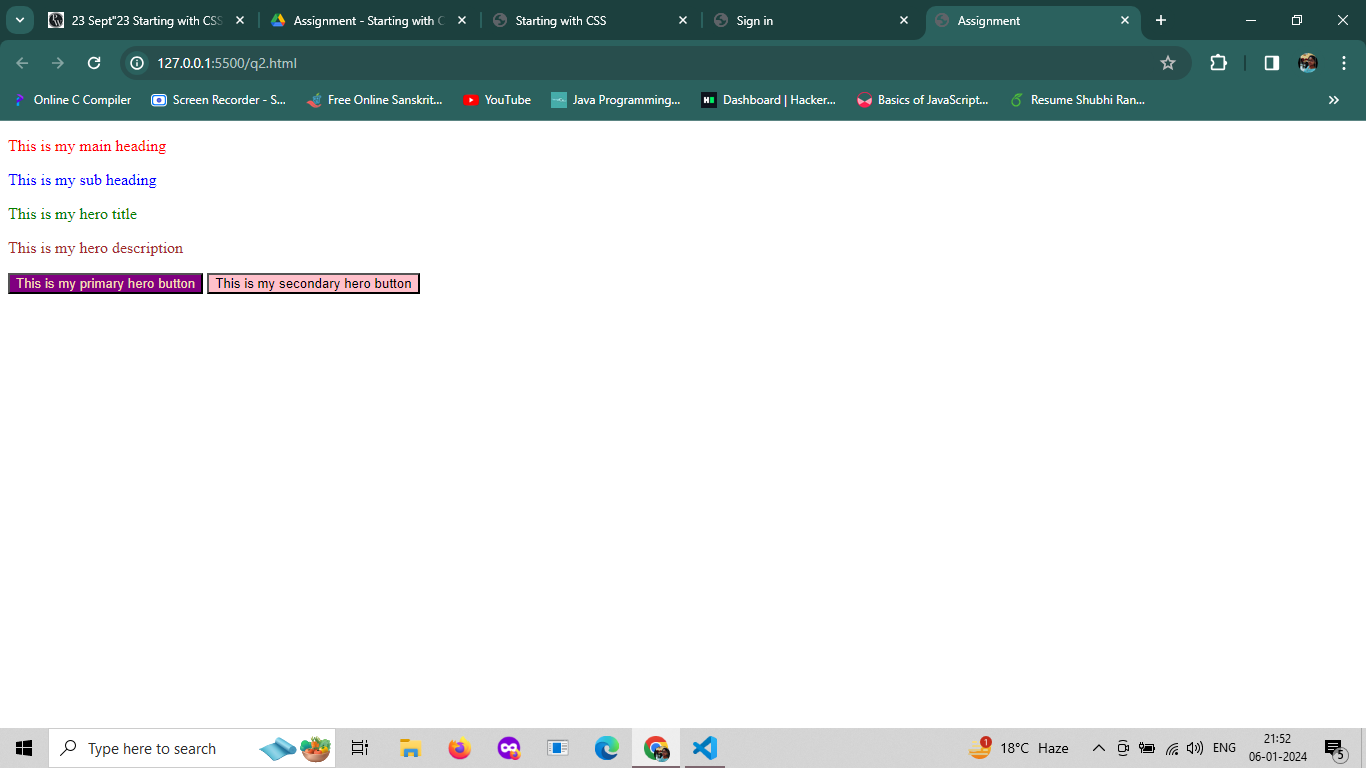 23 Sept"23 Starting with CSS
Assignment - Starting with C
Starting with CSS
Sign in
Assignment
127.0.0.1:5500/q2.html
Online C Compiler
Screen Recorder - S...
Free Online Sanskrit...
YouTube
Java Programming...
Dashboard | Hacker...
Basics of JavaScript...
Resume Shubhi Ran...
This is my main heading
This is my sub heading
This is my hero title
This is my hero description
This is my primary hero button
This is my secondary hero button
Type here to search
1
18°C Haze
ENG
21:52
06-01-2024
5